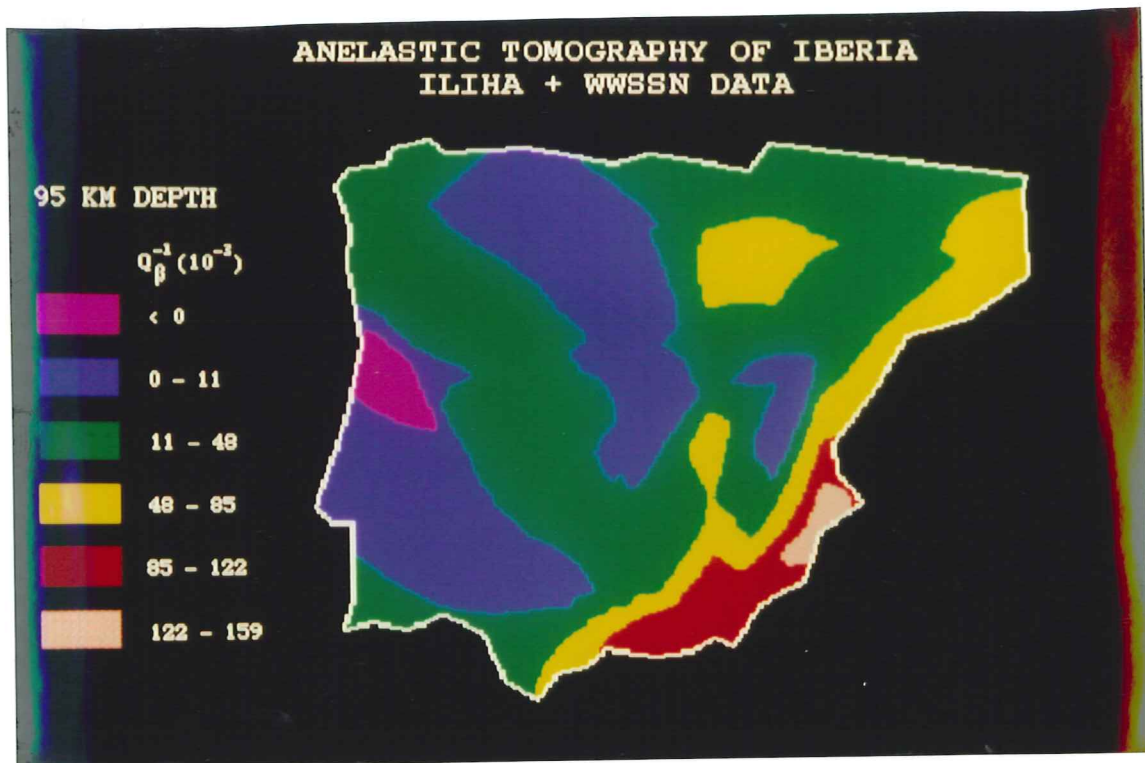 ANELASTIC TOMOGRAPHY OF IBERIA
ILIHA + WWSSN DATA
95 KM DEPTH
Qβ⁻¹(10⁻³)
< 0
0 - 11
11 - 48
48 - 85
85 - 122
122 - 159